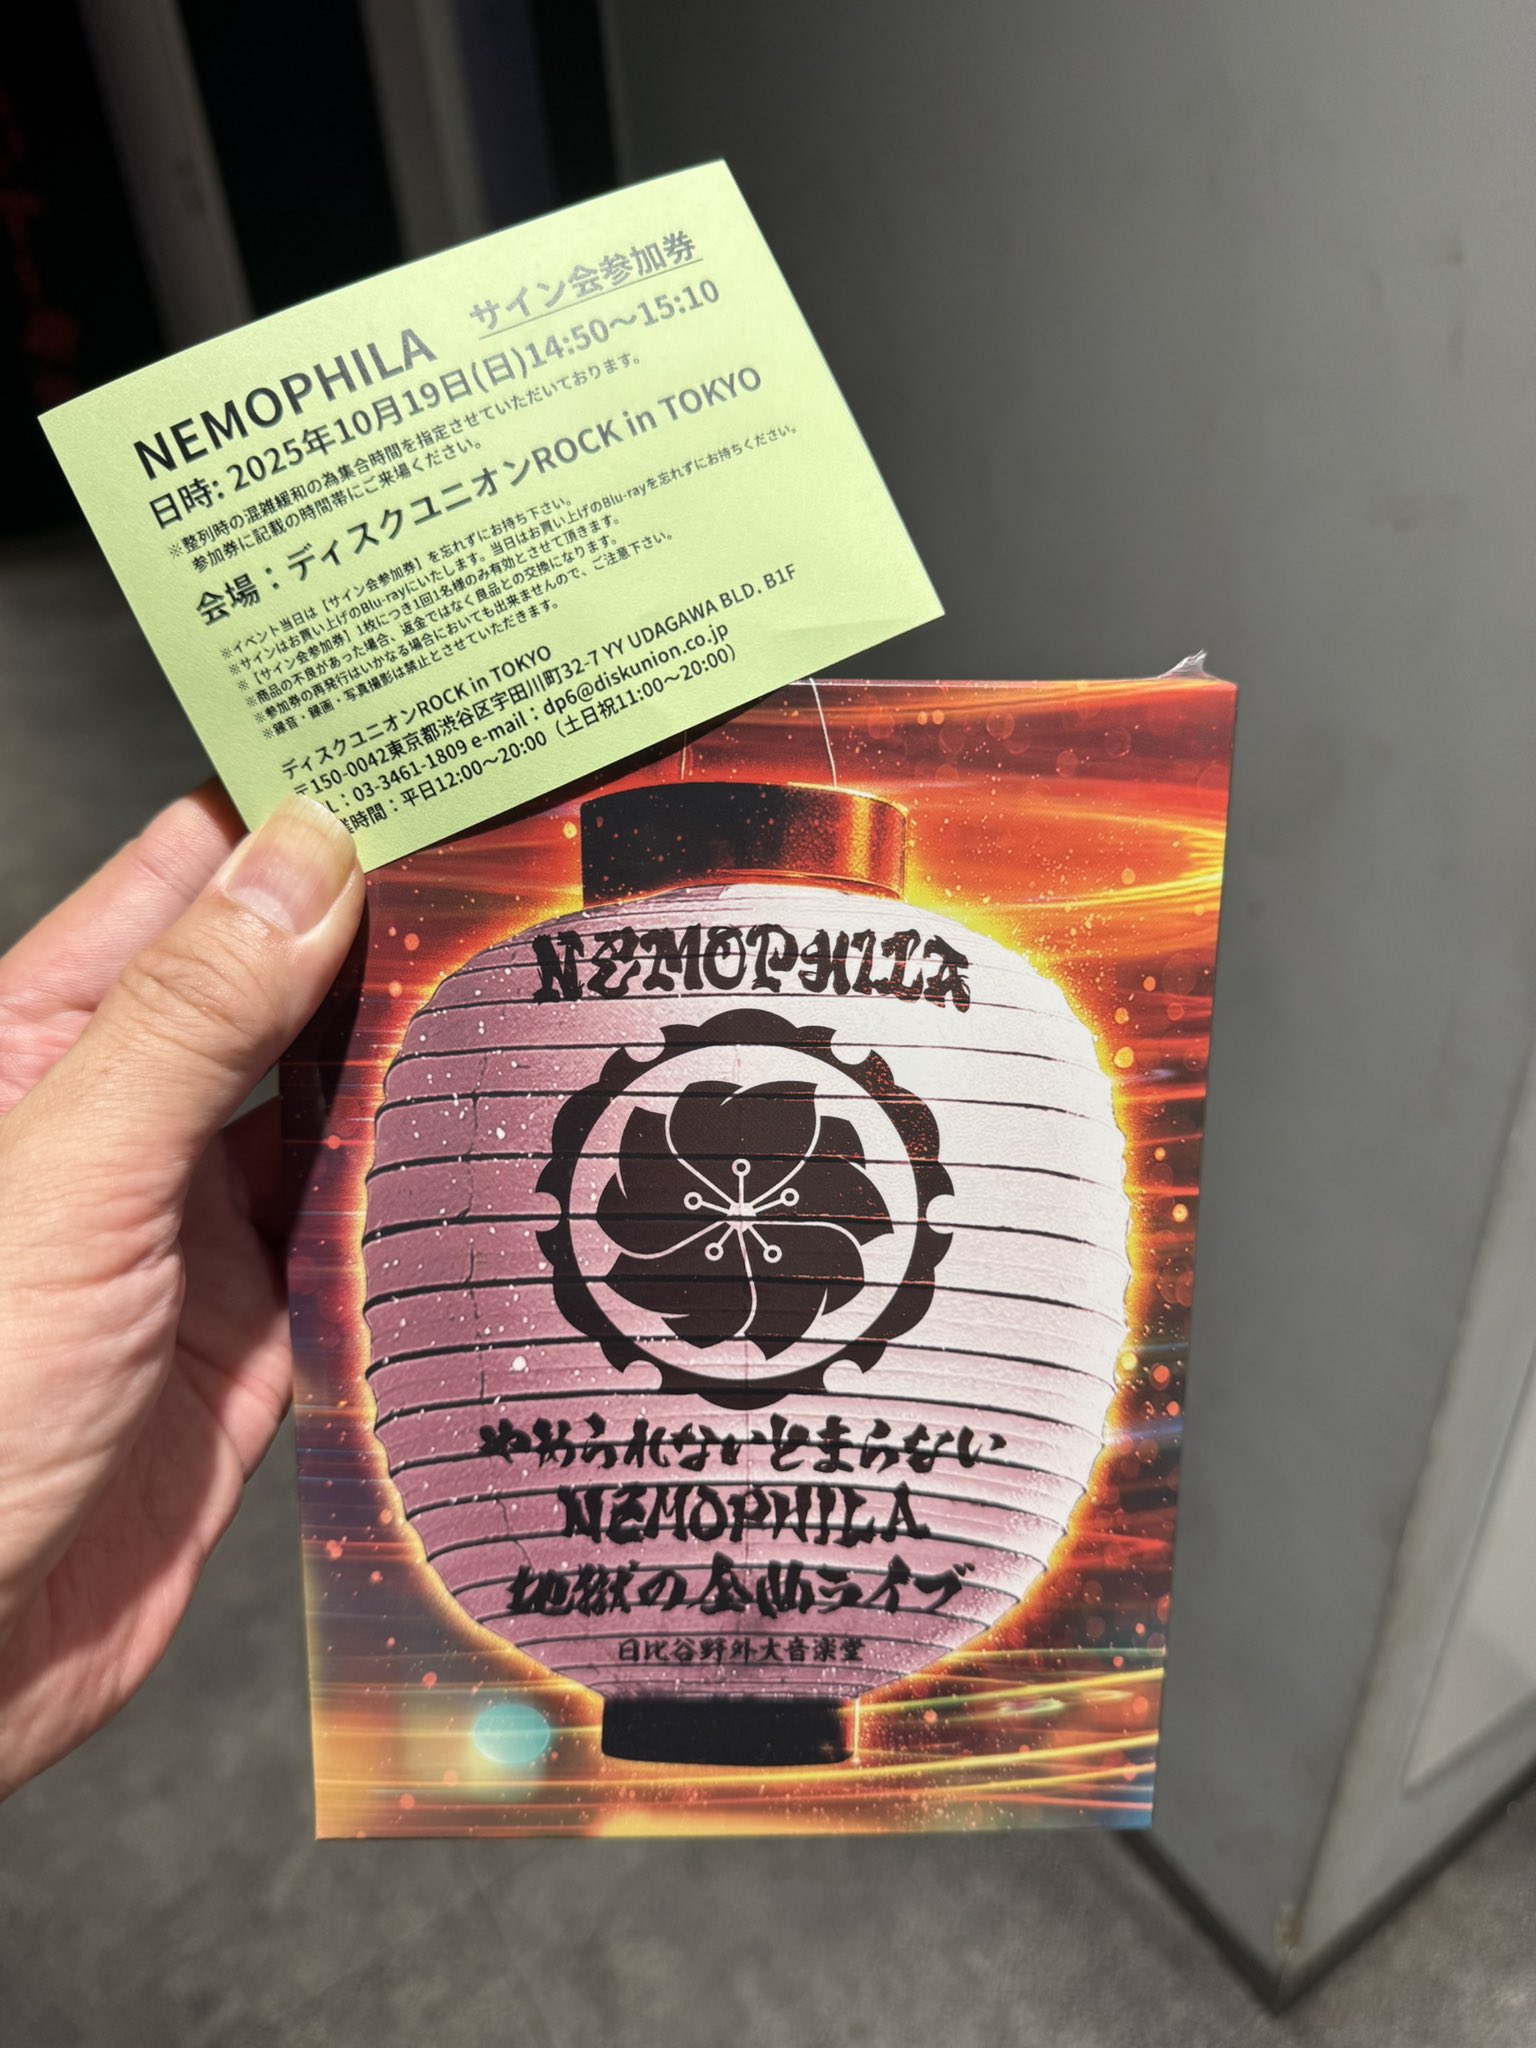 NEMOPHILA サイン会参加券
日時: 2025年10月19日(日)14:50～15:10
※整列時の混雑緩和の為集合時間を指定させていただいております。
参加券に記載の時間帯にご来場ください。
会場：ディスクユニオンROCK in TOKYO
※イベント当日は［サイン会参加券］を忘れずにお持ち下さい。
※サインはお買い上げのBlu-rayにいたします。当日はお買い上げのBlu-rayを忘れずにお持ちください。
※［サイン会参加券］1枚につき1回1名様のみ有効とさせて頂きます。
※商品の不良があった場合、返金ではなく良品との交換になります。
※参加券の再発行はいかなる場合においても出来ませんので、ご注意下さい。
※録音・録画・写真撮影は禁止とさせていただきます。
ディスクユニオンROCK in TOKYO
〒150-0042東京都渋谷区宇田川町32-7 YY UDAGAWA BLD. B1F
L：03-3461-1809 e-mail：dp6@diskunion.co.jp
業時間：平日12:00～20:00（土日祝11:00～20:00）
NEMOPHILA
やめられないとまらない
NEMOPHILA
地獄の全曲ライブ
日比谷野外大音楽堂